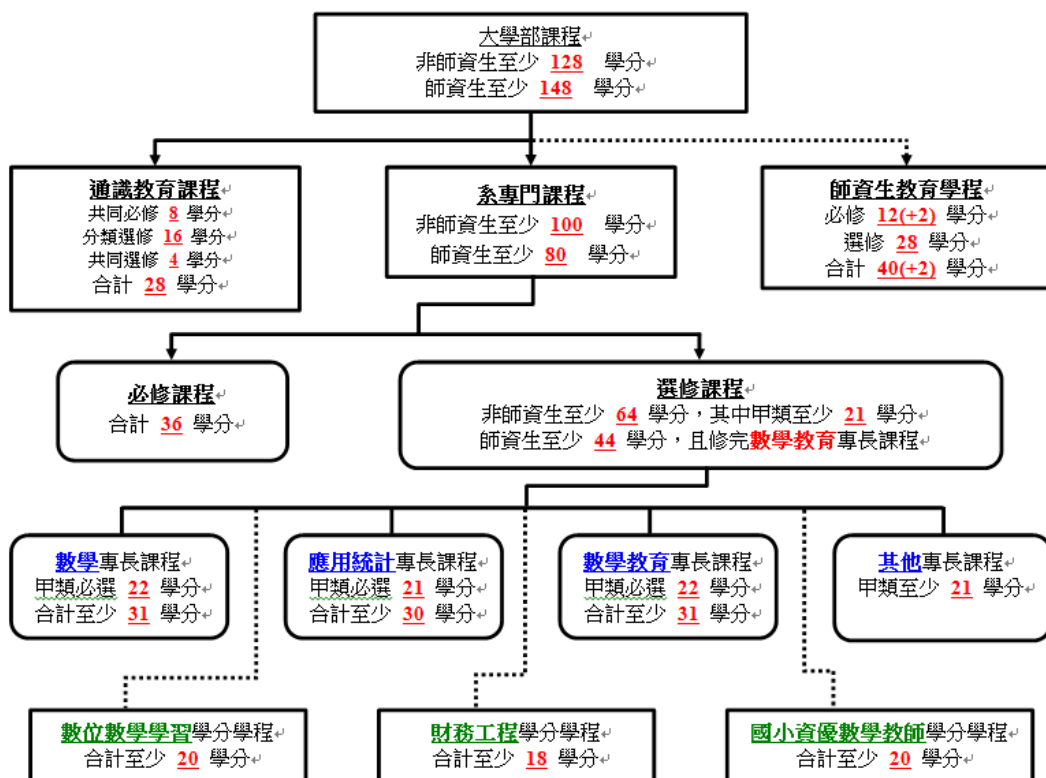 大學部課程
非師資生至少 128 學分
師資生至少 148 學分
通識教育課程
共同必修 8 學分
分類選修 16 學分
共同選修 4 學分
合計 28 學分
系專門課程
非師資生至少 100 學分
師資生至少 80 學分
師資生教育學程
必修 12(+2) 學分
選修 28 學分
合計 40(+2) 學分
必修課程
合計 36 學分
選修課程
非師資生至少 64 學分，其中甲類至少 21 學分
師資生至少 44 學分，且修完數學教育專長課程
數學專長課程
甲類必選 22 學分
合計至少 31 學分
應用統計專長課程
甲類必選 21 學分
合計至少 30 學分
數學教育專長課程
甲類必選 22 學分
合計至少 31 學分
其他專長課程
甲類至少 21 學分
數位數學學習學分學程
合計至少 20 學分
財務工程學分學程
合計至少 18 學分
國小資優數學教師學分學程
合計至少 20 學分